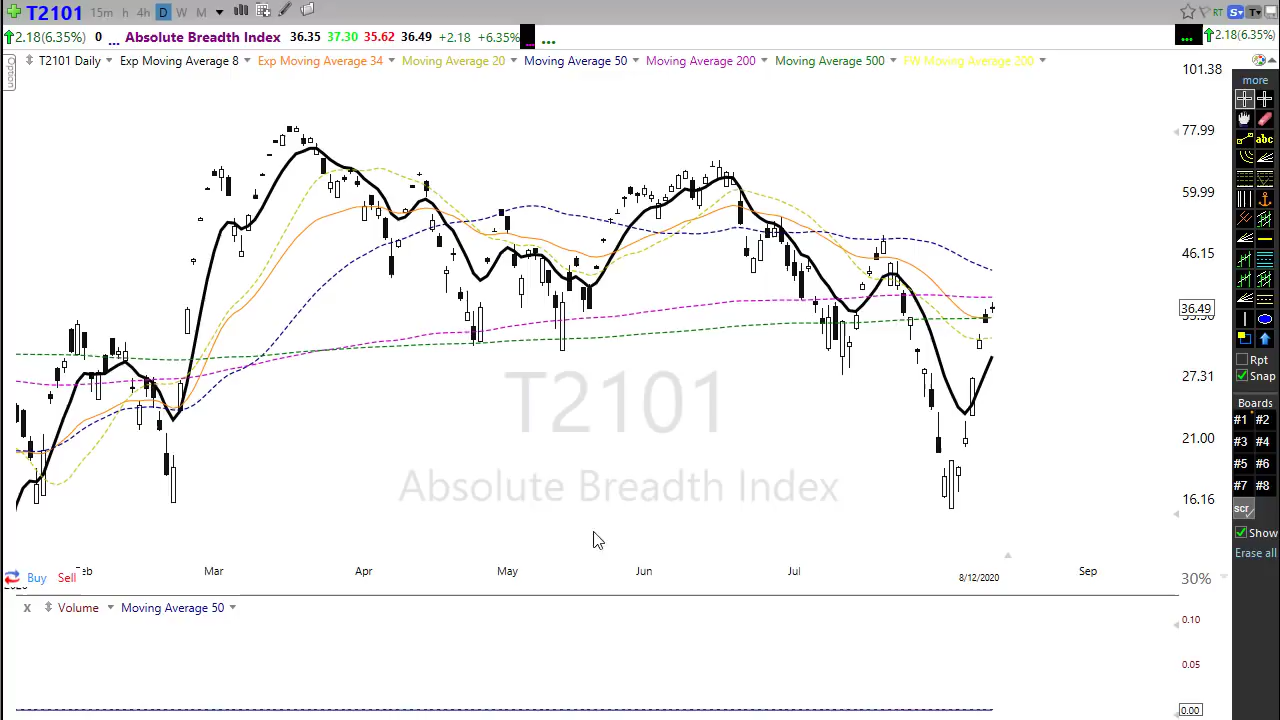 T2101 15m h 4h D W M RT S T
2.18(6.35%) 0 ... Absolute Breadth Index 36.35 37.30 35.62 36.49 +2.18 +6.35% ... ... 2.18(6.35%)
Option
T2101 Daily Exp Moving Average 8 Exp Moving Average 34 Moving Average 20 Moving Average 50 Moving Average 200 Moving Average 500 FW Moving Average 200
101.38
77.99
59.99
46.15
36.49
27.31
21.00
16.16
T2101
Absolute Breadth Index
more
abc
Rpt
Snap
Boards
#1 #2
#3 #4
#5 #6
#7 #8
scr
Show
Erase all
Mar Apr May Jun Jul 8/12/2020 Sep
Buy Sell
30%
x Volume Moving Average 50
0.10
0.05
0.00